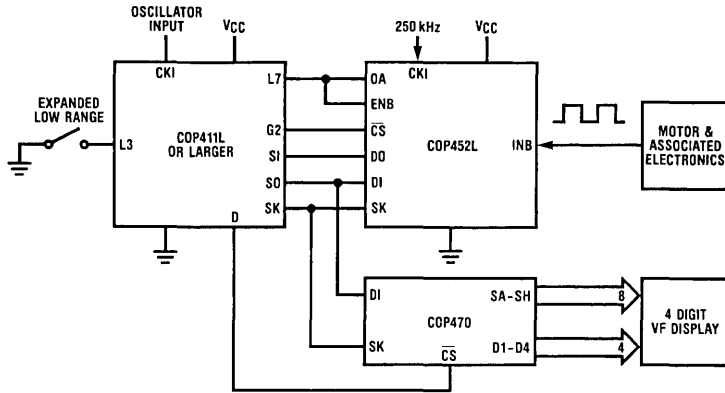 OSCILLATOR
INPUT
VCC
250 kHz
VCC
CKI
CKI
EXPANDED
LOW RANGE
L3
COP411L
OR LARGER
L7
G2
SI
SO
SK
D
OA
ENB
CS
DO
DI
SK
COP452L
INB
MOTOR &
ASSOCIATED
ELECTRONICS
DI
SK
COP470
CS
SA-SH
D1-D4
8
4
4 DIGIT
VF DISPLAY